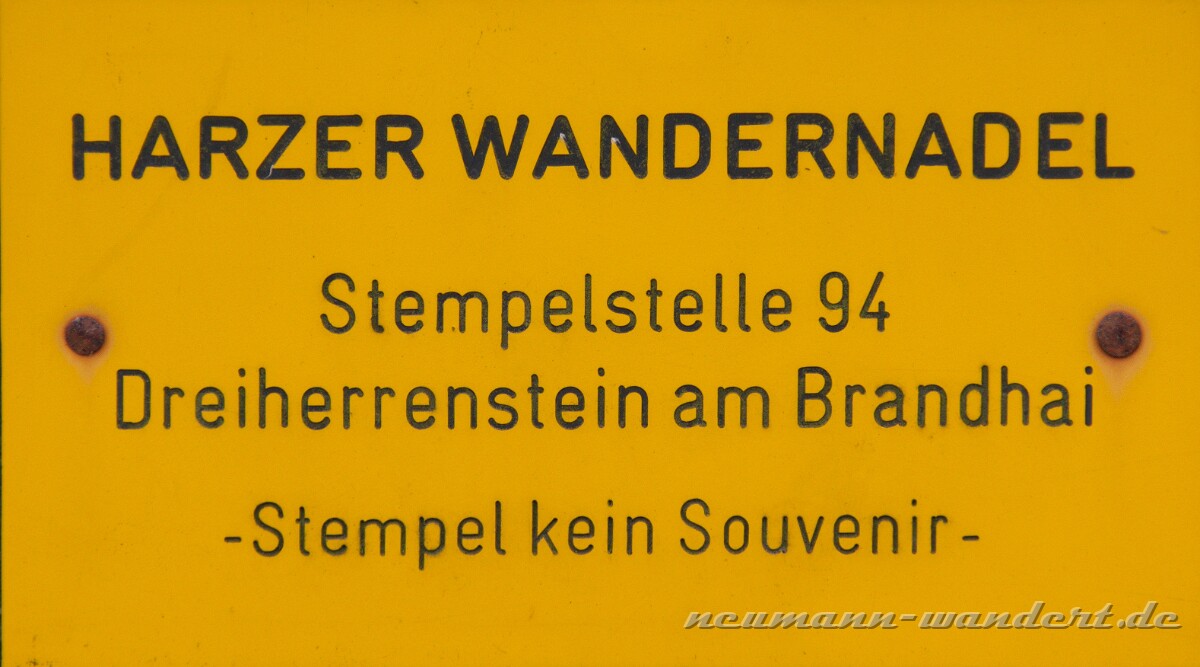 HARZER WANDERNADEL
Stempelstelle 94
Dreiherrenstein am Brandhai
-Stempel kein Souvenir-
neumann-wandert.de